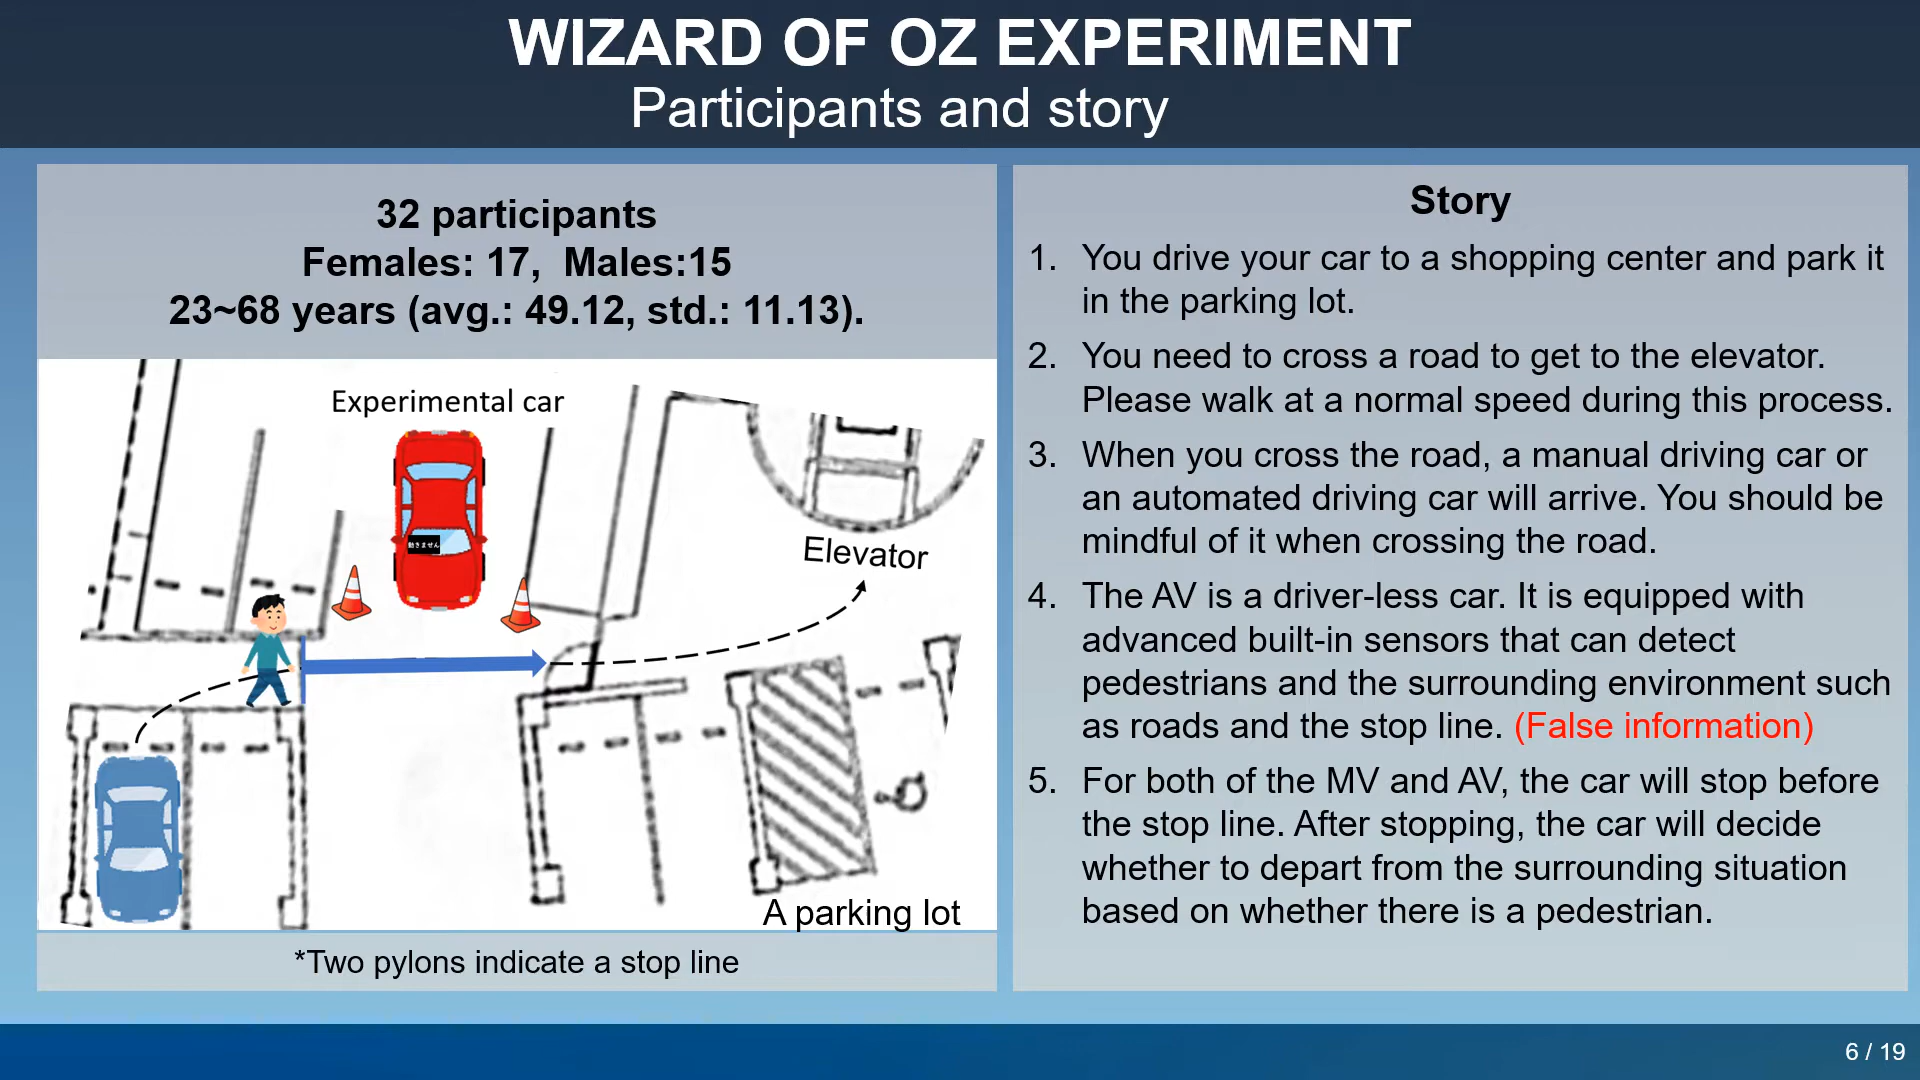 WIZARD OF OZ EXPERIMENT
Participants and story
32 participants
Females: 17,  Males:15
23~68 years (avg.: 49.12, std.: 11.13).
Experimental car
動きません
Elevator
A parking lot
*Two pylons indicate a stop line
Story
1. You drive your car to a shopping center and park it
in the parking lot.
2. You need to cross a road to get to the elevator.
Please walk at a normal speed during this process.
3. When you cross the road, a manual driving car or
an automated driving car will arrive. You should be
mindful of it when crossing the road.
4. The AV is a driver-less car. It is equipped with
advanced built-in sensors that can detect
pedestrians and the surrounding environment such
as roads and the stop line. (False information)
5. For both of the MV and AV, the car will stop before
the stop line. After stopping, the car will decide
whether to depart from the surrounding situation
based on whether there is a pedestrian.
6 / 19